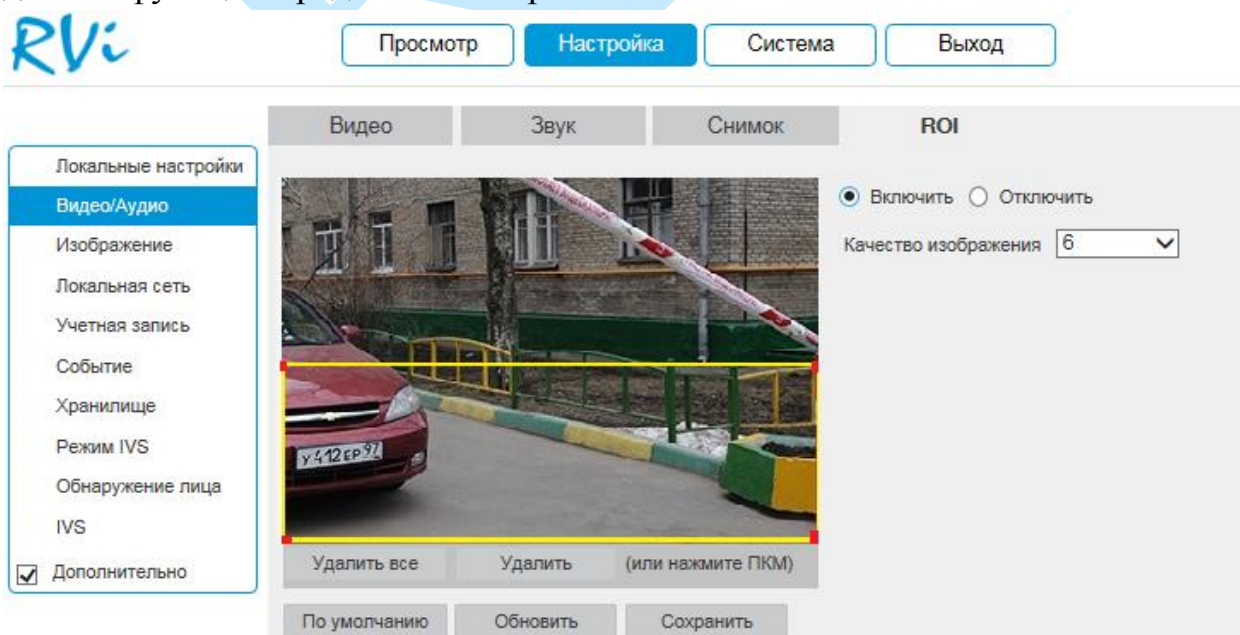 RVi
Просмотр Настройка Система Выход
Видео Звук Снимок ROI
Локальные настройки
Видео/Аудио
Изображение
Локальная сеть
Учетная запись
Событие
Хранилище
Режим IVS
Обнаружение лица
IVS
Дополнительно
Включить Отключить
Качество изображения 6
У412ЕР97
Удалить все Удалить (или нажмите ПКМ)
По умолчанию Обновить Сохранить